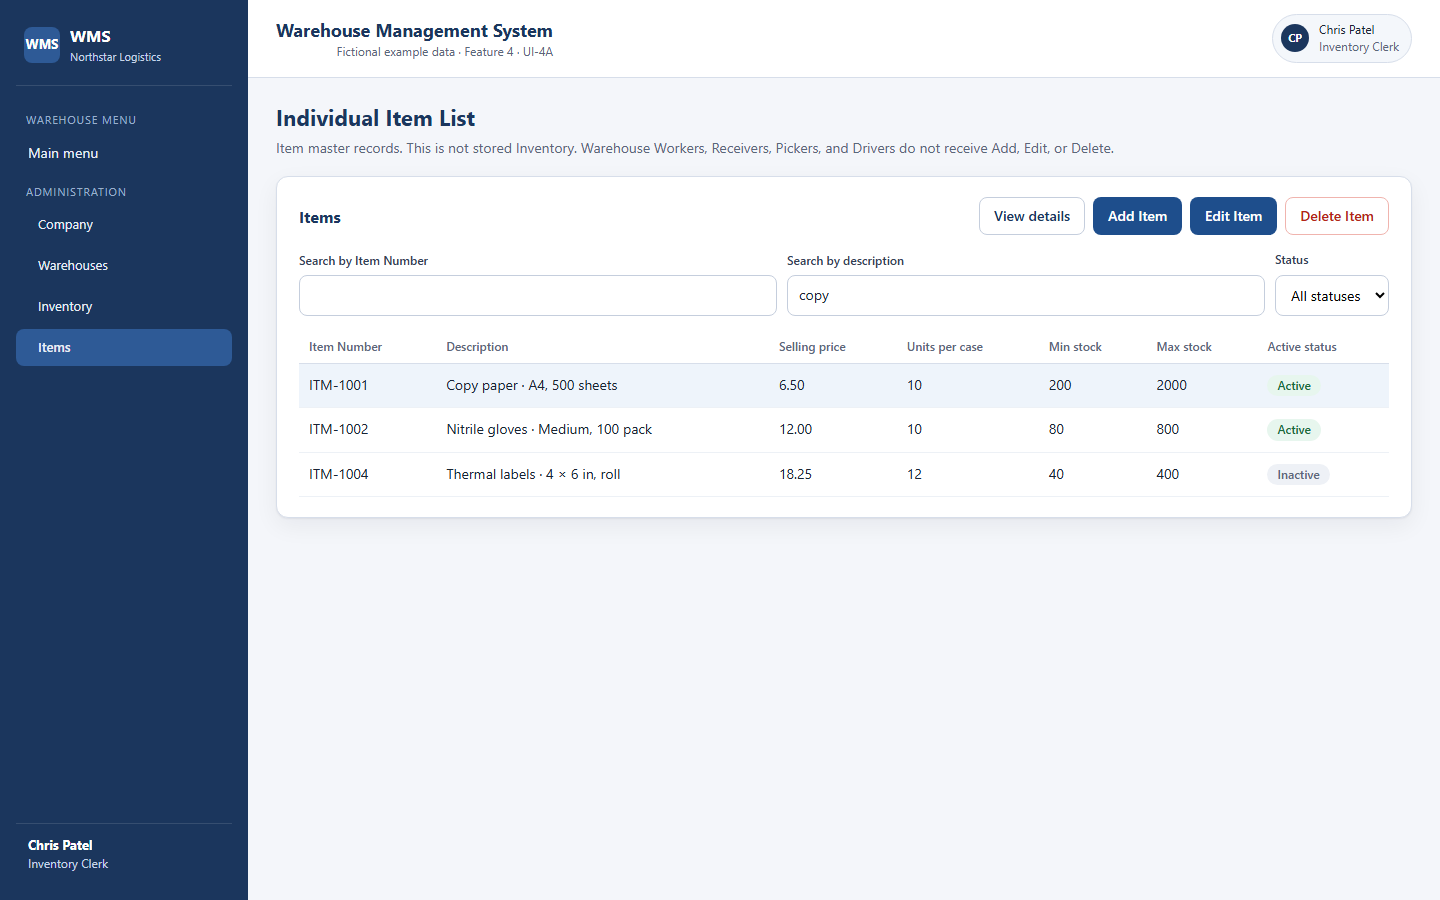 WMS
WMS
Northstar Logistics
WAREHOUSE MENU
Main menu
ADMINISTRATION
Company
Warehouses
Inventory
Items
Chris Patel
Inventory Clerk
Warehouse Management System
Fictional example data · Feature 4 · UI-4A
CP
Chris Patel
Inventory Clerk
Individual Item List
Item master records. This is not stored Inventory. Warehouse Workers, Receivers, Pickers, and Drivers do not receive Add, Edit, or Delete.
Items
View details
Add Item
Edit Item
Delete Item
Search by Item Number
Search by description
copy
Status
All statuses
Item Number Description Selling price Units per case Min stock Max stock Active status
ITM-1001 Copy paper · A4, 500 sheets 6.50 10 200 2000 Active
ITM-1002 Nitrile gloves · Medium, 100 pack 12.00 10 80 800 Active
ITM-1004 Thermal labels · 4 × 6 in, roll 18.25 12 40 400 Inactive